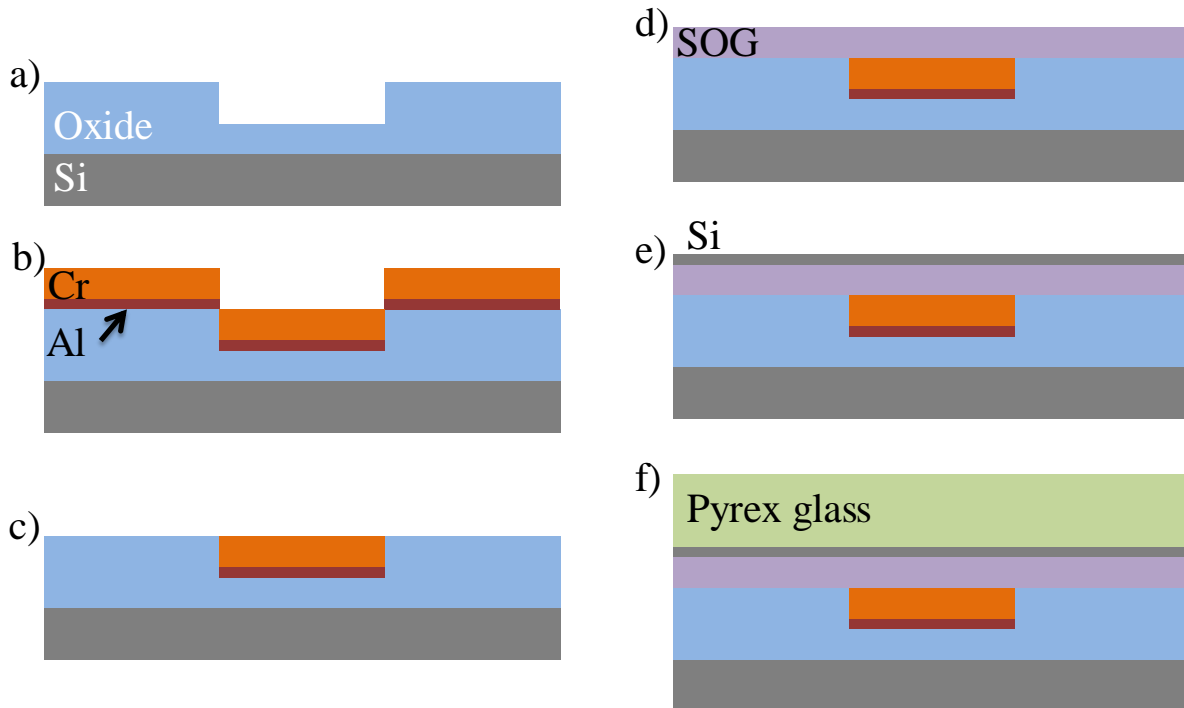 a)
Oxide
Si
b)
Cr
Al
c)
d)
SOG
e)
Si
f)
Pyrex glass